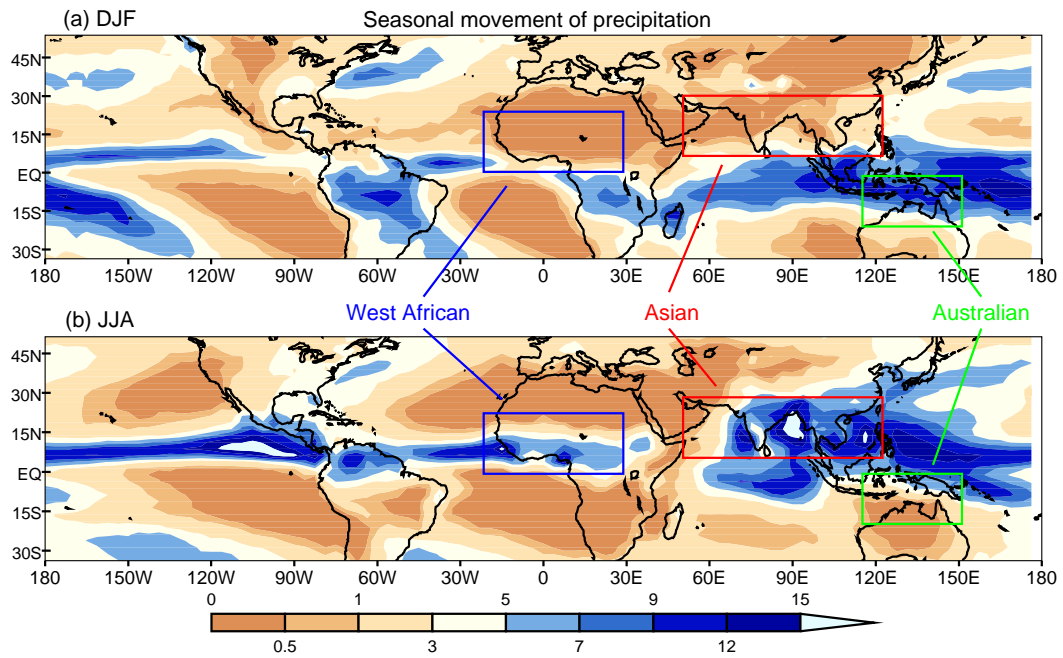 (a) DJF
Seasonal movement of precipitation
45N
30N
15N
EQ
15S
30S
180 150W 120W 90W 60W 30W 0 30E 60E 90E 120E 150E 180
West African
Asian
Australian
(b) JJA
45N
30N
15N
EQ
15S
30S
180 150W 120W 90W 60W 30W 0 30E 60E 90E 120E 150E 180
0 1 5 9 15
0.5 3 7 12